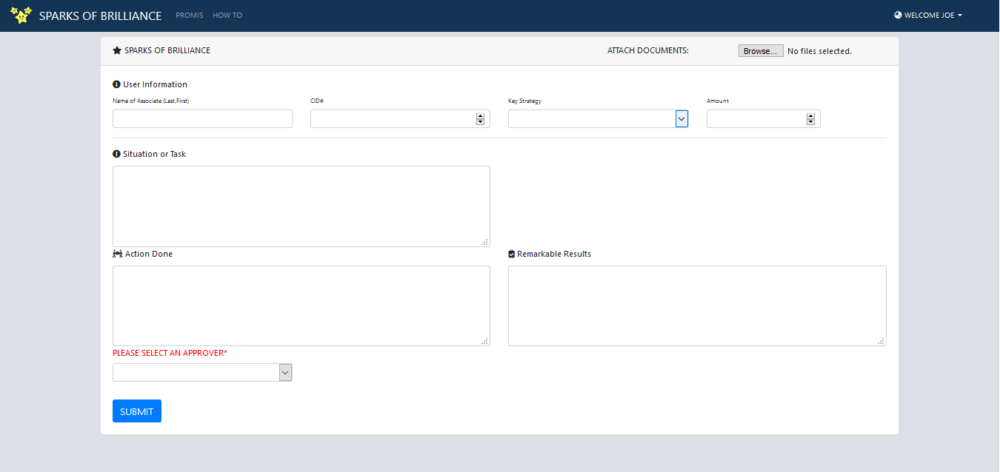 SPARKS OF BRILLIANCE PROMIS HOW TO WELCOME JOE
SPARKS OF BRILLIANCE ATTACH DOCUMENTS: Browse... No files selected.
User Information
Name of Associate (Last,First) CID# Key Strategy Amount
Situation or Task
Action Done Remarkable Results
PLEASE SELECT AN APPROVER*
SUBMIT